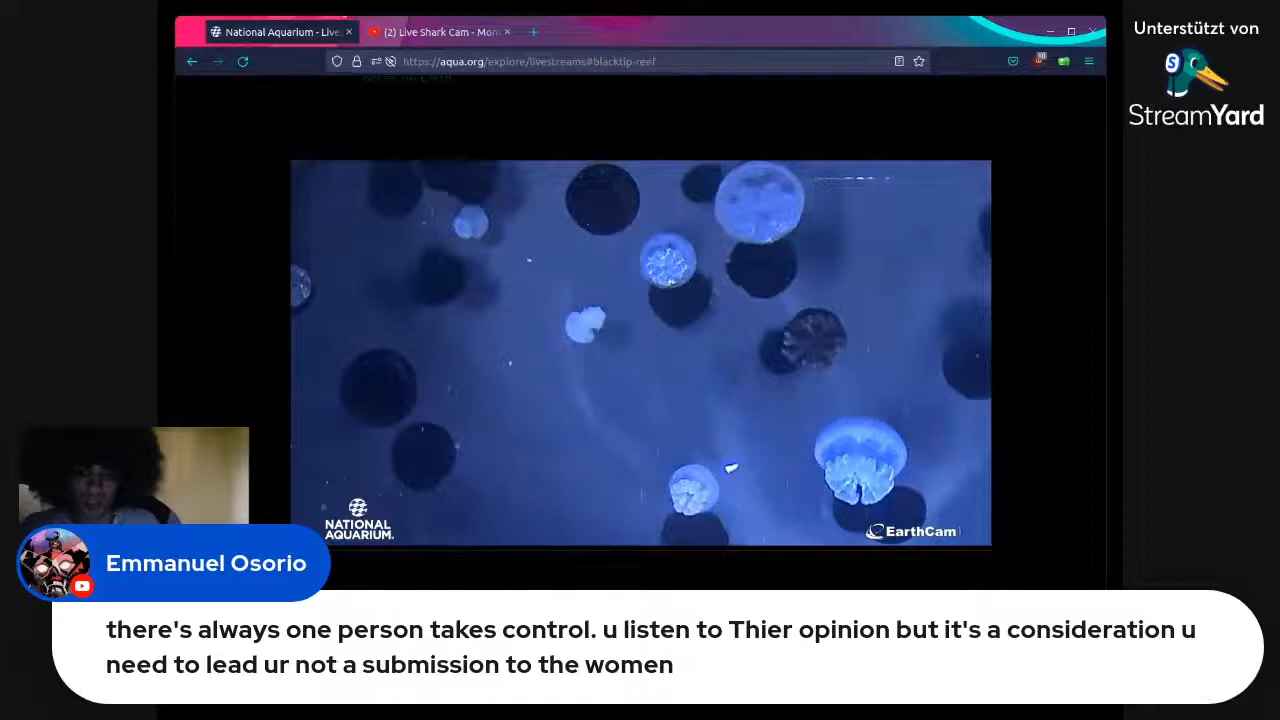 National Aquarium - Live
(2) Live Shark Cam - Mon
https://aqua.org/explore/livestreams#blacktip-reef
Unterstützt von
StreamYard
NATIONAL
AQUARIUM.
EarthCam
Emmanuel Osorio
there's always one person takes control. u listen to Thier opinion but it's a consideration u
need to lead ur not a submission to the women